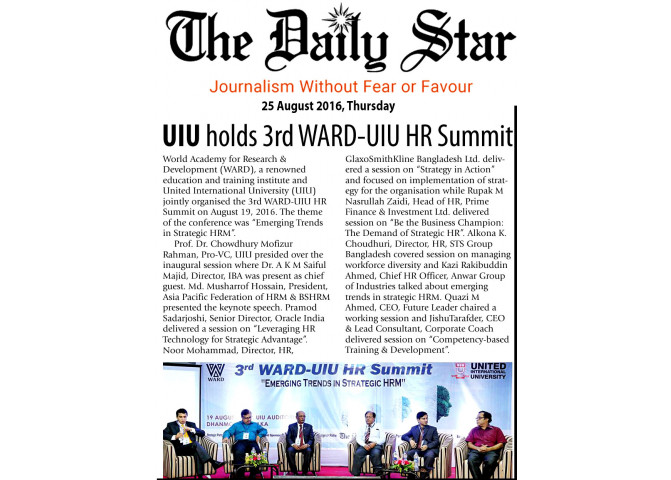 The Daily Star
Journalism Without Fear or Favour
25 August 2016, Thursday
UIU holds 3rd WARD-UIU HR Summit
World Academy for Research &
Development (WARD), a renowned
education and training institute and
United International University (UIU)
jointly organised the 3rd WARD-UIU HR
Summit on August 19, 2016. The theme
of the conference was “Emerging Trends
in Strategic HRM”.
Prof. Dr. Chowdhury Mofizur
Rahman, Pro-VC, UIU presided over the
inaugural session where Dr. A K M Saiful
Majid, Director, IBA was present as chief
guest. Md. Musharrof Hossain, President,
Asia Pacific Federation of HRM & BSHRM
presented the keynote speech. Pramod
Sadarjoshi, Senior Director, Oracle India
delivered a session on “Leveraging HR
Technology for Strategic Advantage”.
Noor Mohammad, Director, HR,
GlaxoSmithKline Bangladesh Ltd. deliv-
ered a session on “Strategy in Action”
and focused on implementation of strat-
egy for the organisation while Rupak M
Nasrullah Zaidi, Head of HR, Prime
Finance & Investment Ltd. delivered
session on “Be the Business Champion:
The Demand of Strategic HR”. Alkona K.
Choudhuri, Director, HR, STS Group
Bangladesh covered session on managing
workforce diversity and Kazi Rakibuddin
Ahmed, Chief HR Officer, Anwar Group
of Industries talked about emerging
trends in strategic HRM. Quazi M
Ahmed, CEO, Future Leader chaired a
working session and JishuTarafder, CEO
& Lead Consultant, Corporate Coach
delivered session on “Competency-based
Training & Development”.
WARD
3rd WARD-UIU HR Summit
"EMERGING TRENDS IN STRATEGIC HRM"
UNITED
INTERNATIONAL
UNIVERSITY
19 AUGU UIU AUDIT
DHANM KA